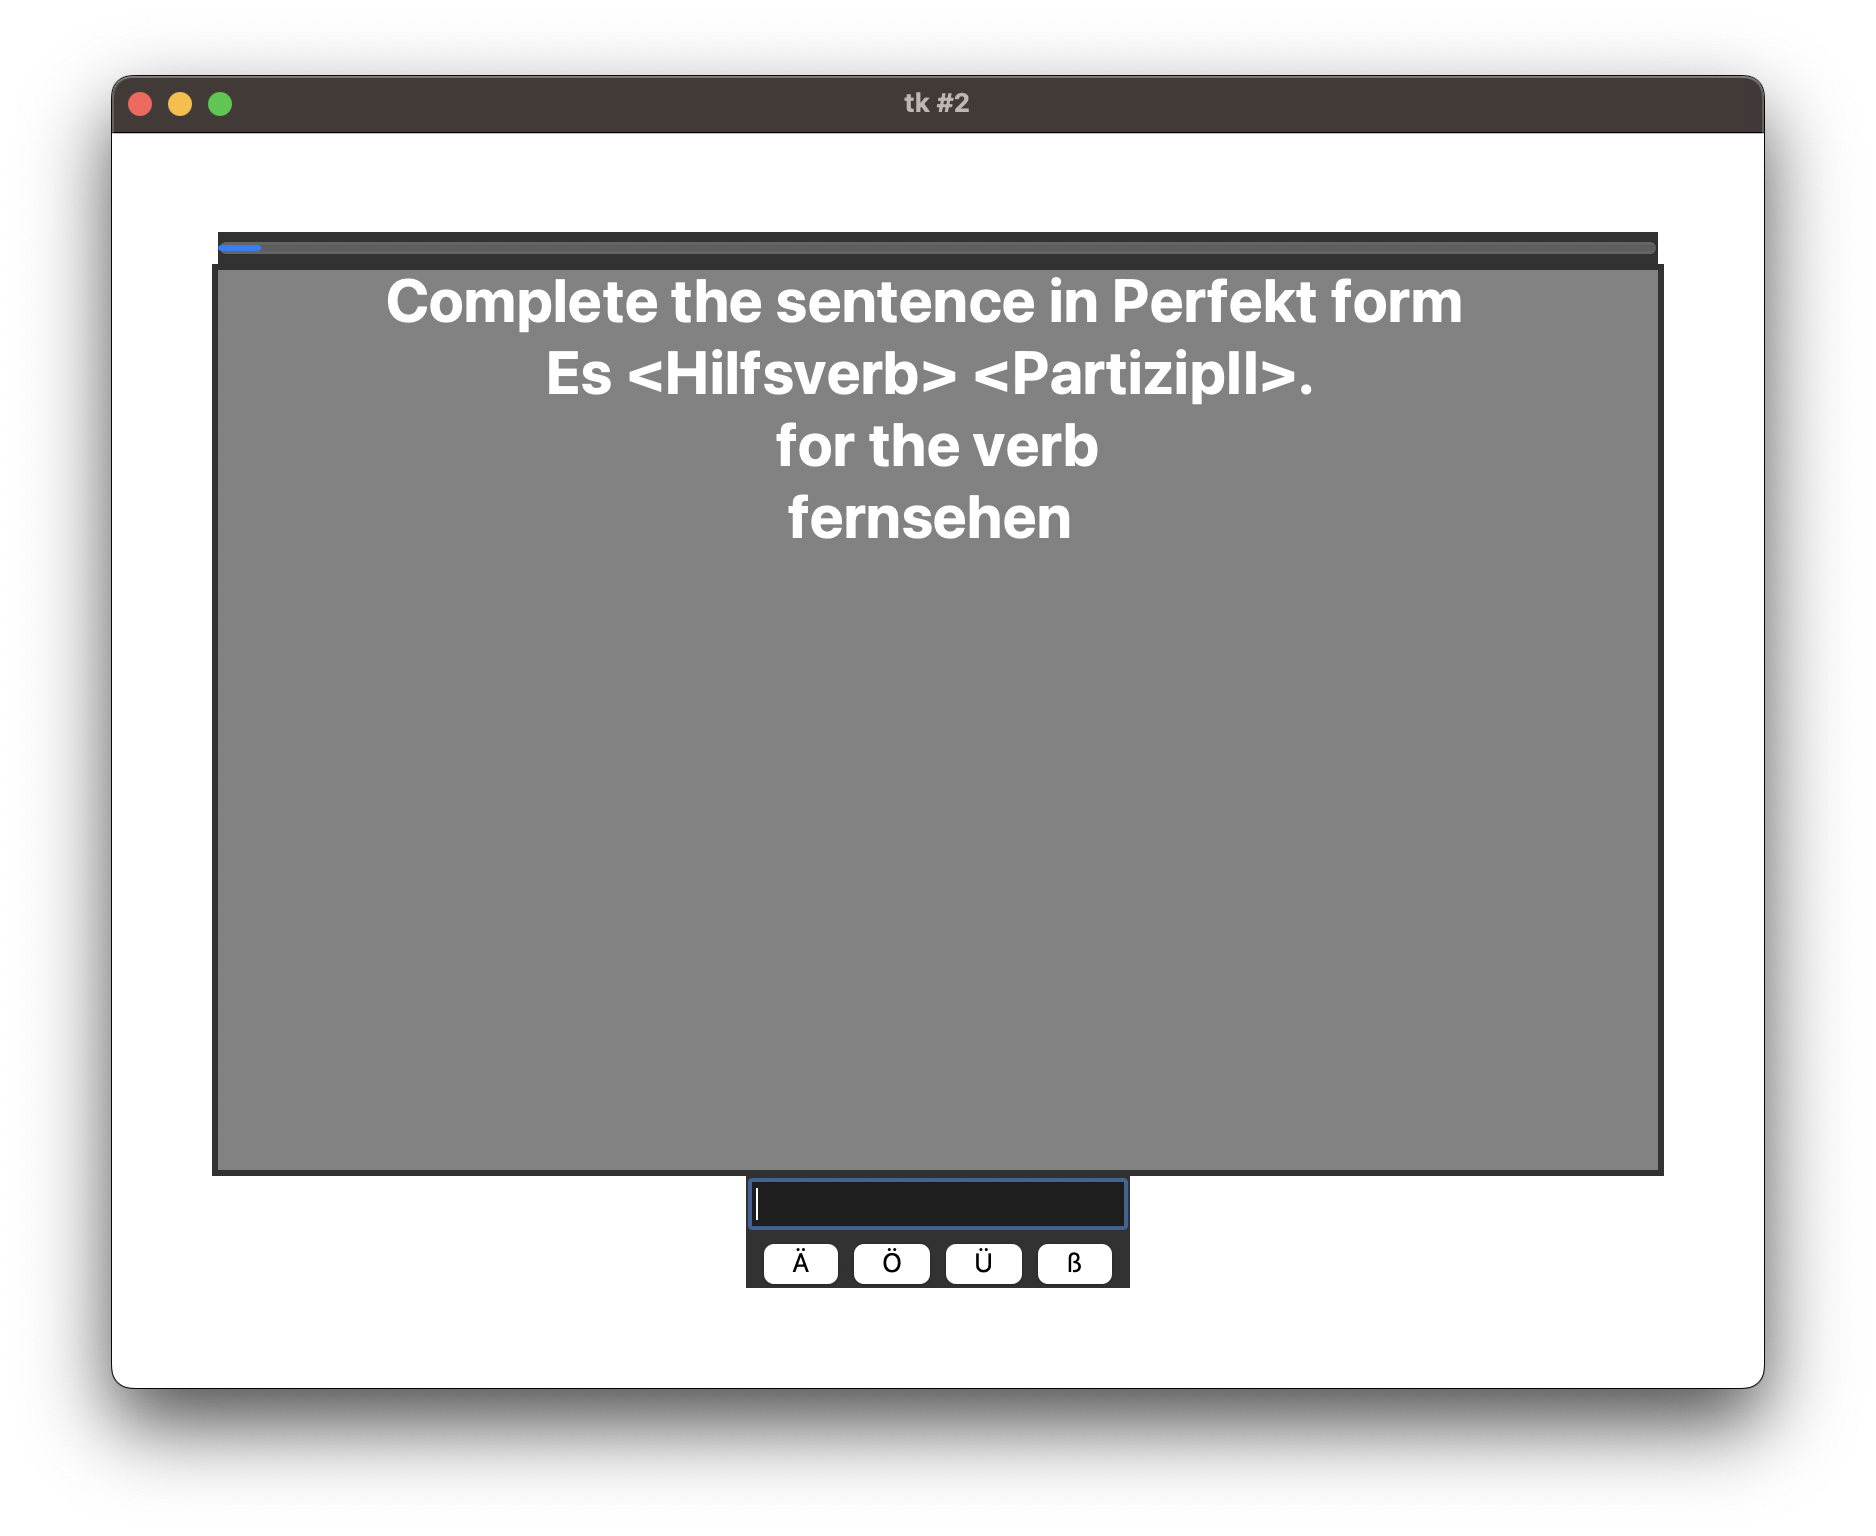 tk #2
Complete the sentence in Perfekt form
Es <Hilfsverb> <PartizipII>.
for the verb
fernsehen
Ä Ö Ü ß